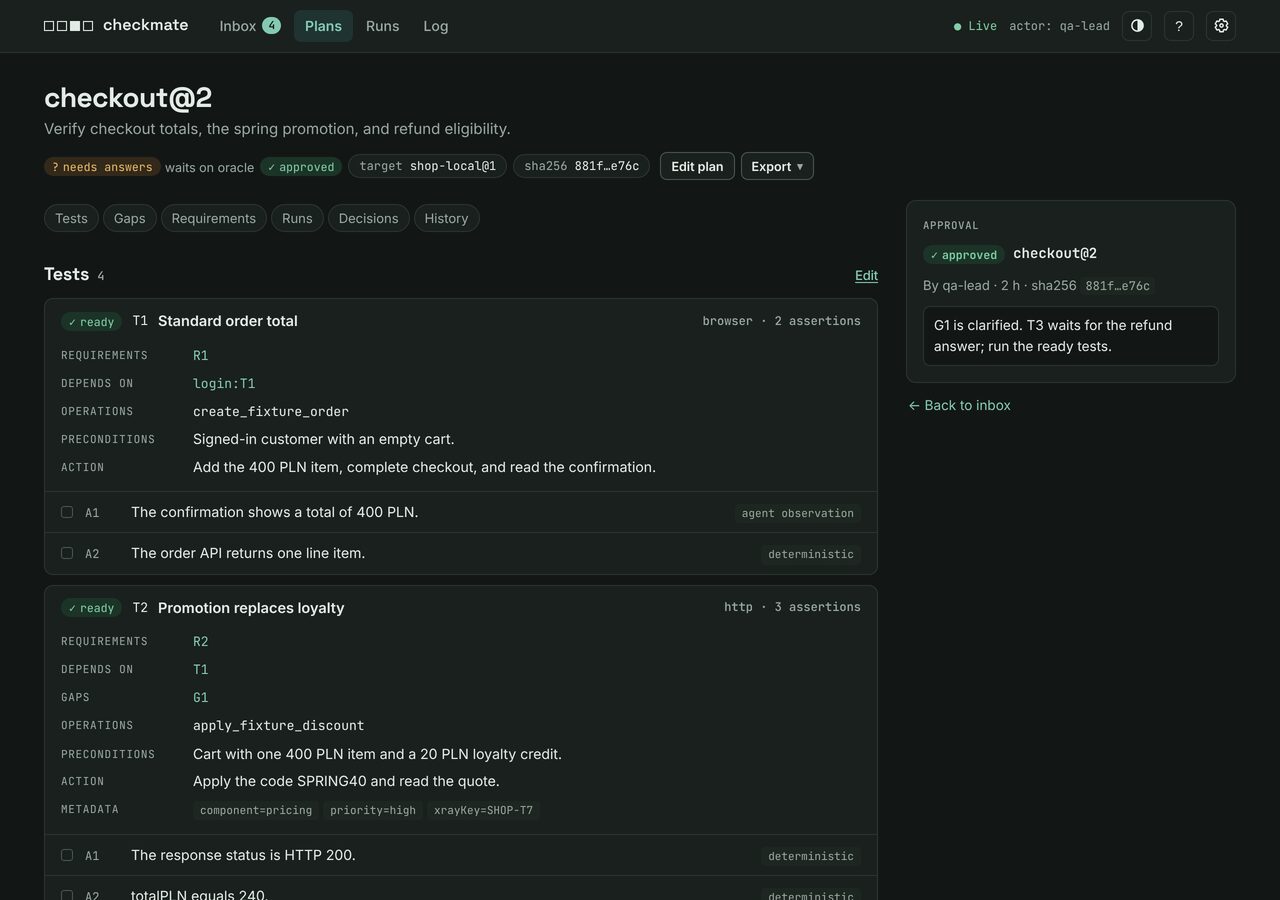 checkmate Inbox 4 Plans Runs Log ● Live actor: qa-lead ?
checkout@2
Verify checkout totals, the spring promotion, and refund eligibility.
? needs answers waits on oracle ✓ approved target shop-local@1 sha256 881f…e76c Edit plan Export ▾
Tests Gaps Requirements Runs Decisions History
Tests 4 Edit
✓ ready T1 Standard order total browser · 2 assertions
REQUIREMENTS R1
DEPENDS ON login:T1
OPERATIONS create_fixture_order
PRECONDITIONS Signed-in customer with an empty cart.
ACTION Add the 400 PLN item, complete checkout, and read the confirmation.
A1 The confirmation shows a total of 400 PLN. agent observation
A2 The order API returns one line item. deterministic
✓ ready T2 Promotion replaces loyalty http · 3 assertions
REQUIREMENTS R2
DEPENDS ON T1
GAPS G1
OPERATIONS apply_fixture_discount
PRECONDITIONS Cart with one 400 PLN item and a 20 PLN loyalty credit.
ACTION Apply the code SPRING40 and read the quote.
METADATA component=pricing priority=high xrayKey=SHOP-T7
A1 The response status is HTTP 200. deterministic
A2 totalPLN equals 240. deterministic
APPROVAL
✓ approved checkout@2
By qa-lead · 2 h · sha256 881f…e76c
G1 is clarified. T3 waits for the refund
answer; run the ready tests.
← Back to inbox